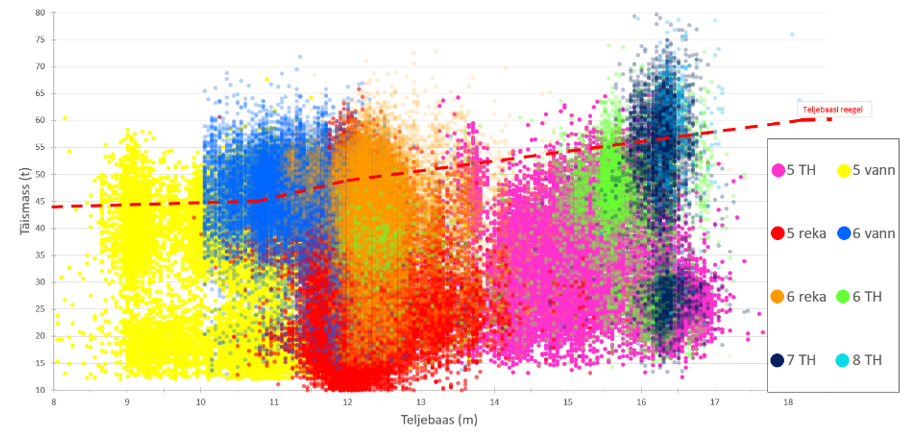 80
75
70
65
60
55
50
45
40
35
30
25
20
15
10
Täismass (t)
8 9 10 11 12 13 14 15 16 17 18
Teljebaas (m)
Teljebaasi reegel
5 TH 5 vann
5 reka 6 vann
6 reka 6 TH
7 TH 8 TH